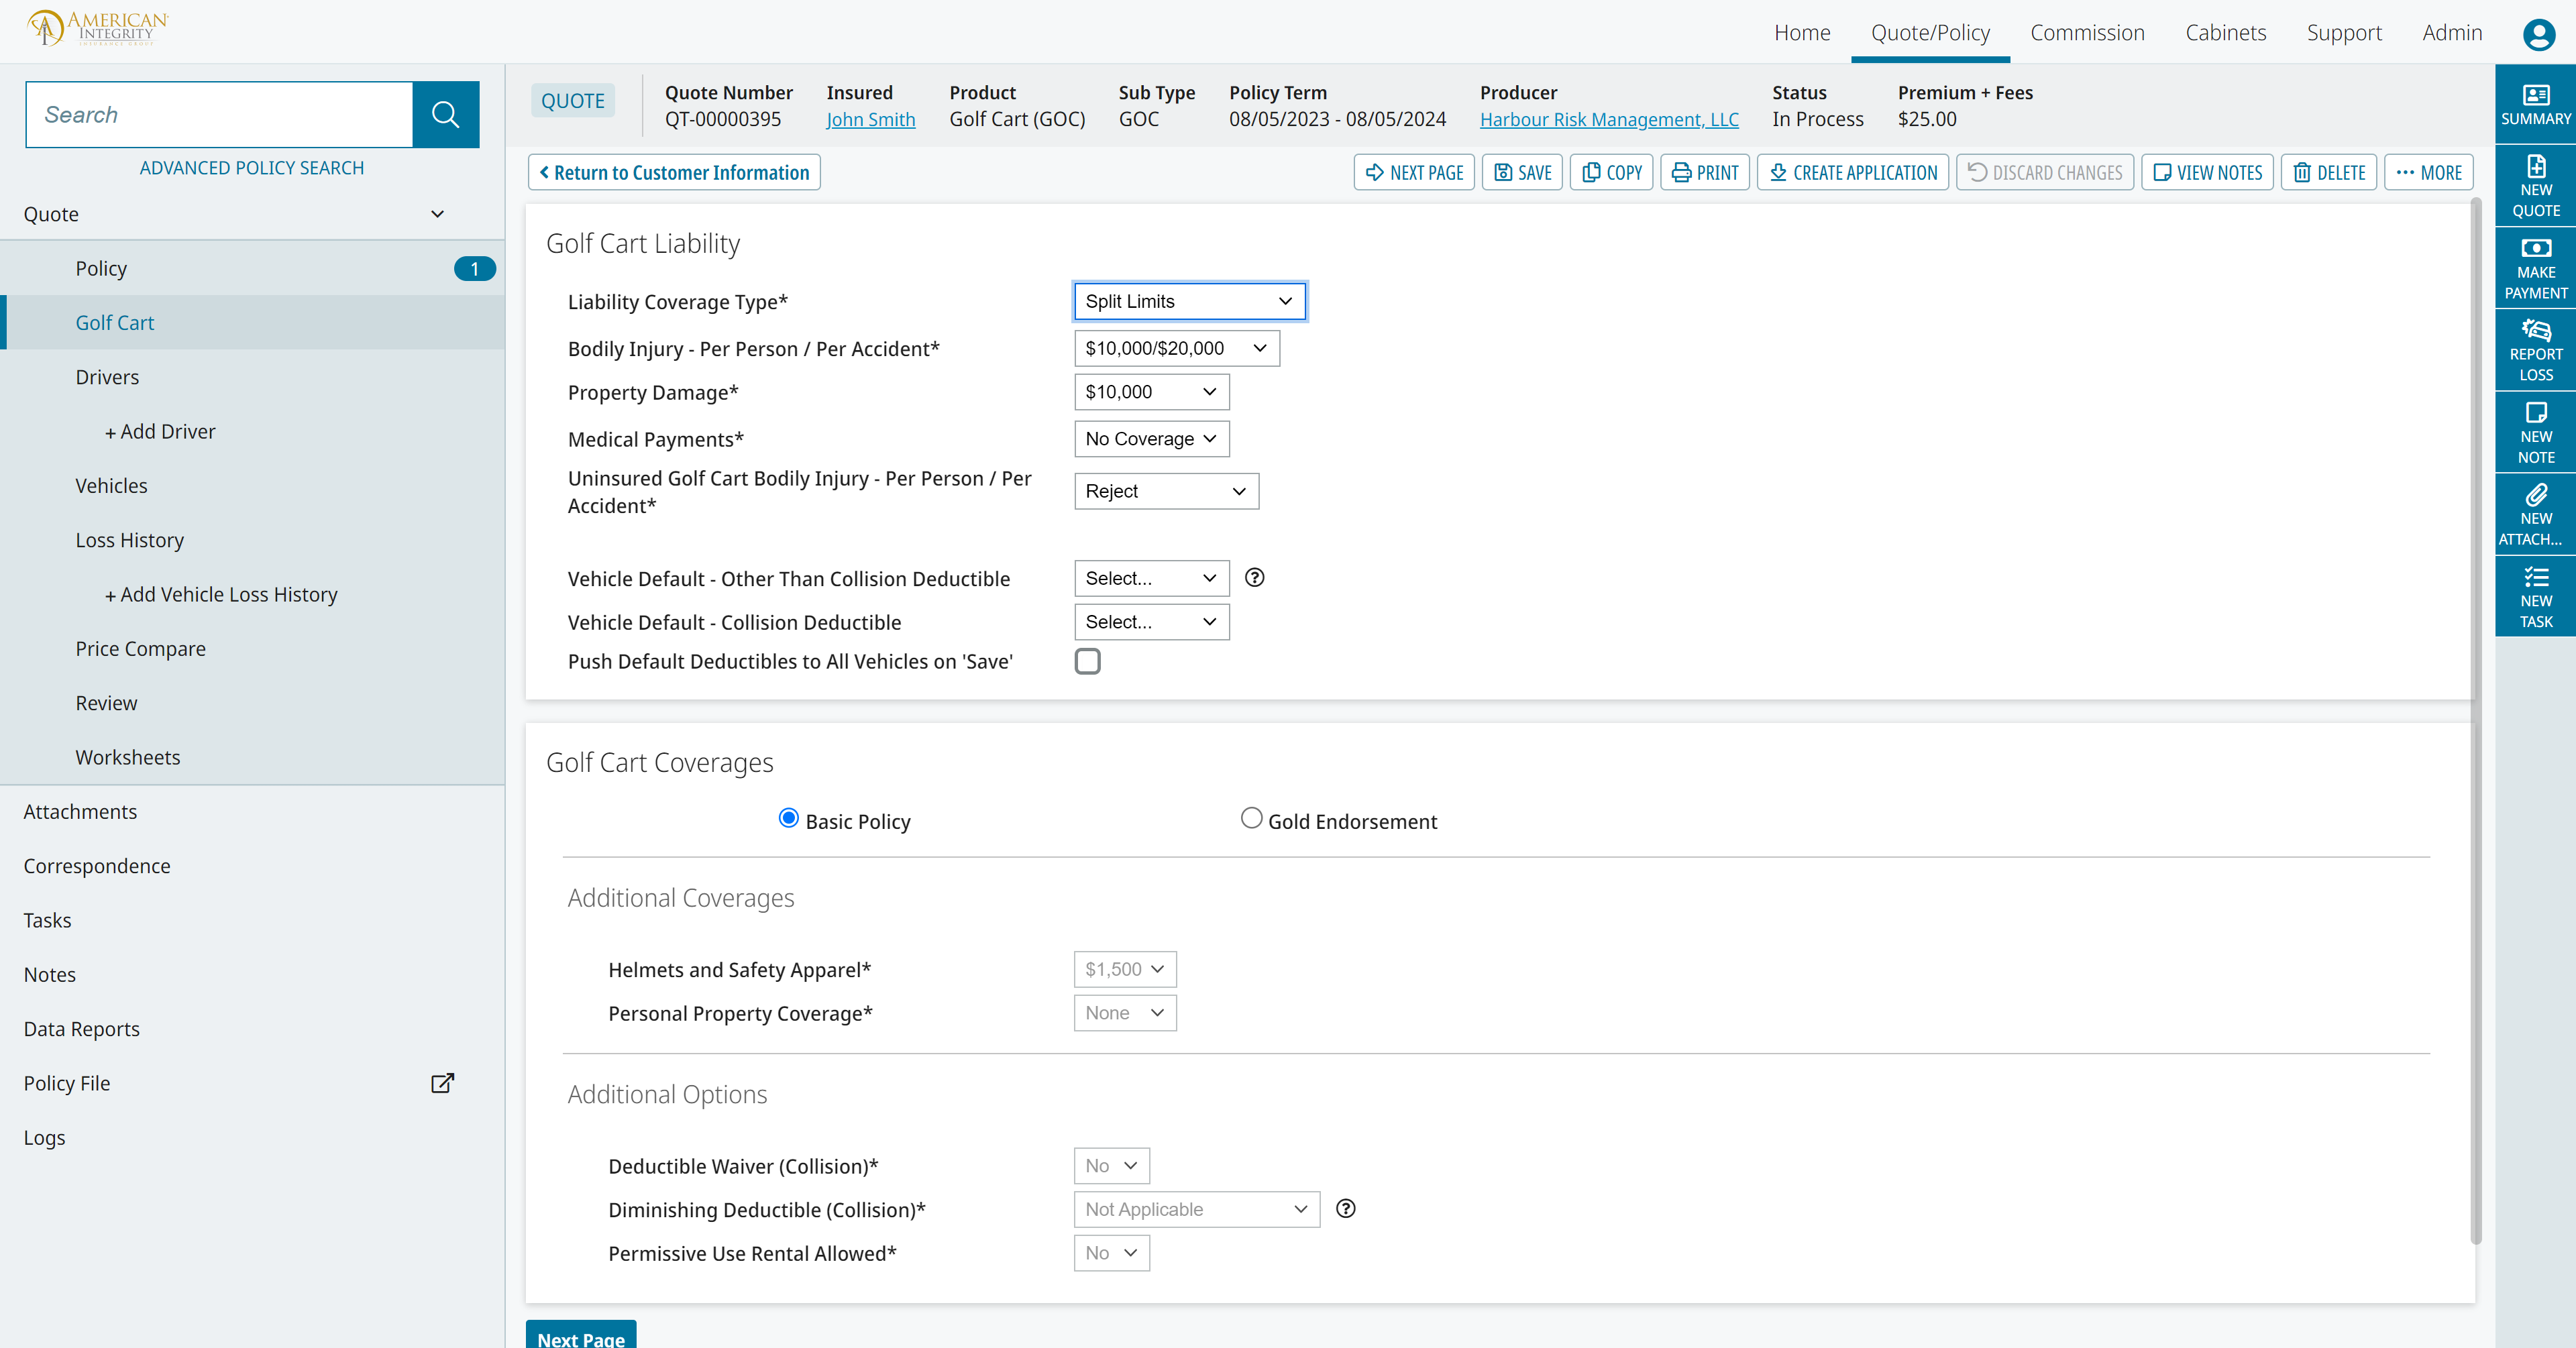 AMERICAN
INTEGRITY
INSURANCE GROUP
Home
Quote/Policy
Commission
Cabinets
Support
Admin
Search
ADVANCED POLICY SEARCH
Quote
Policy
1
Golf Cart
Drivers
+ Add Driver
Vehicles
Loss History
+ Add Vehicle Loss History
Price Compare
Review
Worksheets
Attachments
Correspondence
Tasks
Notes
Data Reports
Policy File
Logs
QUOTE
Quote Number
QT-00000395
Insured
John Smith
Product
Golf Cart (GOC)
Sub Type
GOC
Policy Term
08/05/2023 - 08/05/2024
Producer
Harbour Risk Management, LLC
Status
In Process
Premium + Fees
$25.00
Return to Customer Information
NEXT PAGE
SAVE
COPY
PRINT
CREATE APPLICATION
DISCARD CHANGES
VIEW NOTES
DELETE
MORE
Golf Cart Liability
Liability Coverage Type* Split Limits
Bodily Injury - Per Person / Per Accident* $10,000/$20,000
Property Damage* $10,000
Medical Payments* No Coverage
Uninsured Golf Cart Bodily Injury - Per Person / Per
Accident*
Reject
Vehicle Default - Other Than Collision Deductible Select... ?
Vehicle Default - Collision Deductible Select...
Push Default Deductibles to All Vehicles on 'Save'
Golf Cart Coverages
Basic Policy
Gold Endorsement
Additional Coverages
Helmets and Safety Apparel* $1,500
Personal Property Coverage* None
Additional Options
Deductible Waiver (Collision)* No
Diminishing Deductible (Collision)* Not Applicable ?
Permissive Use Rental Allowed* No
Next Page
SUMMARY
NEW
QUOTE
MAKE
PAYMENT
REPORT
LOSS
NEW
NOTE
NEW
ATTACH...
NEW
TASK